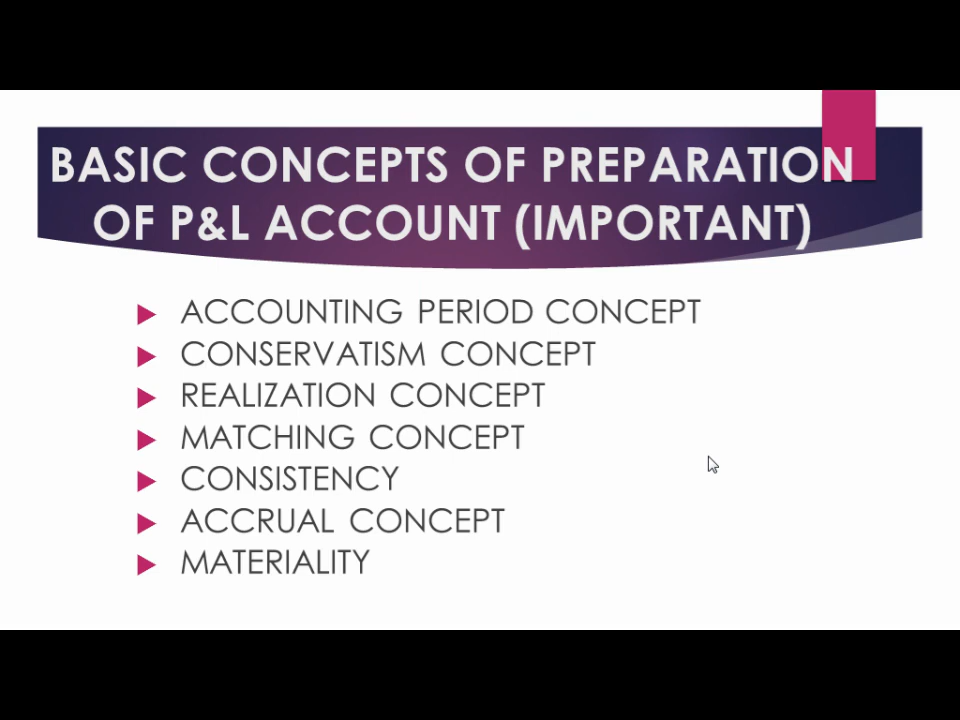 BASIC CONCEPTS OF PREPARATION
OF P&L ACCOUNT (IMPORTANT)
ACCOUNTING PERIOD CONCEPT
CONSERVATISM CONCEPT
REALIZATION CONCEPT
MATCHING CONCEPT
CONSISTENCY
ACCRUAL CONCEPT
MATERIALITY